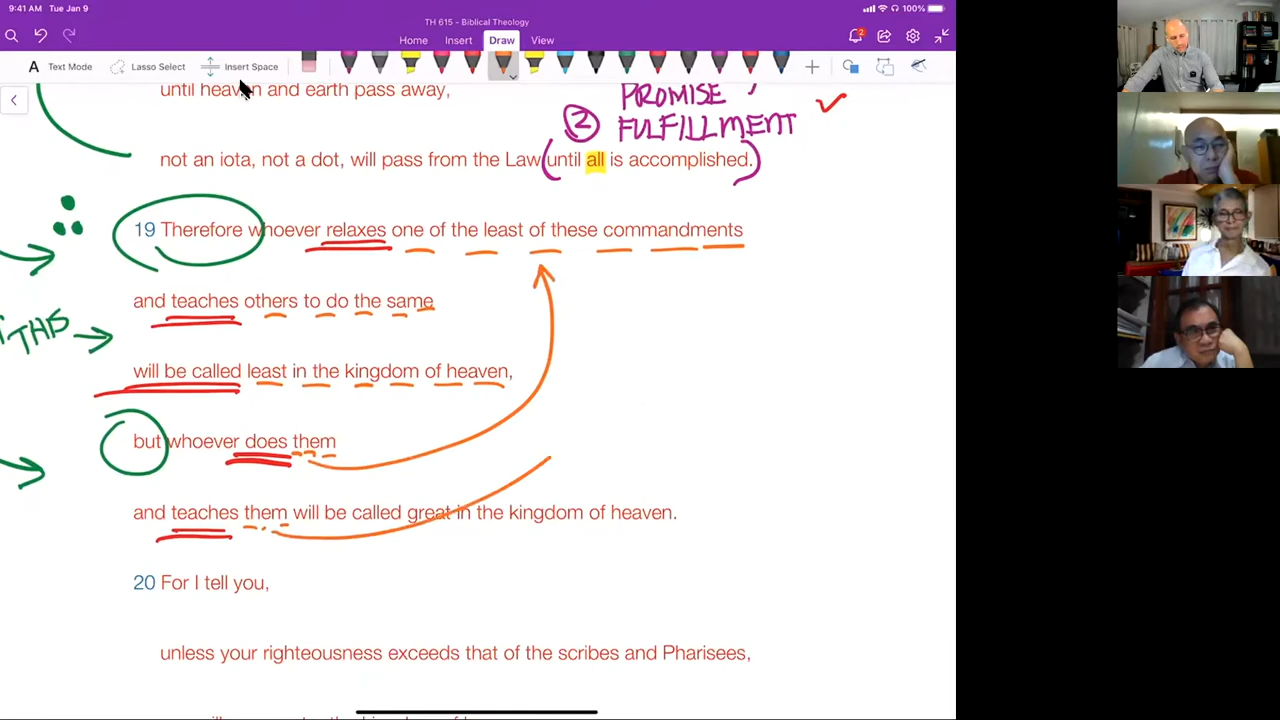 9:41 AM Tue Jan 9
100%
TH 615 - Biblical Theology
Home Insert Draw View
2
A Text Mode Lasso Select Insert Space
until heaven and earth pass away,
PROMISE
② FULFILLMENT ✓
not an iota, not a dot, will pass from the Law (until all is accomplished.)
19 Therefore whoever relaxes one of the least of these commandments
and teaches others to do the same
THS
will be called least in the kingdom of heaven,
but whoever does them
and teaches them will be called great in the kingdom of heaven.
20 For I tell you,
unless your righteousness exceeds that of the scribes and Pharisees,